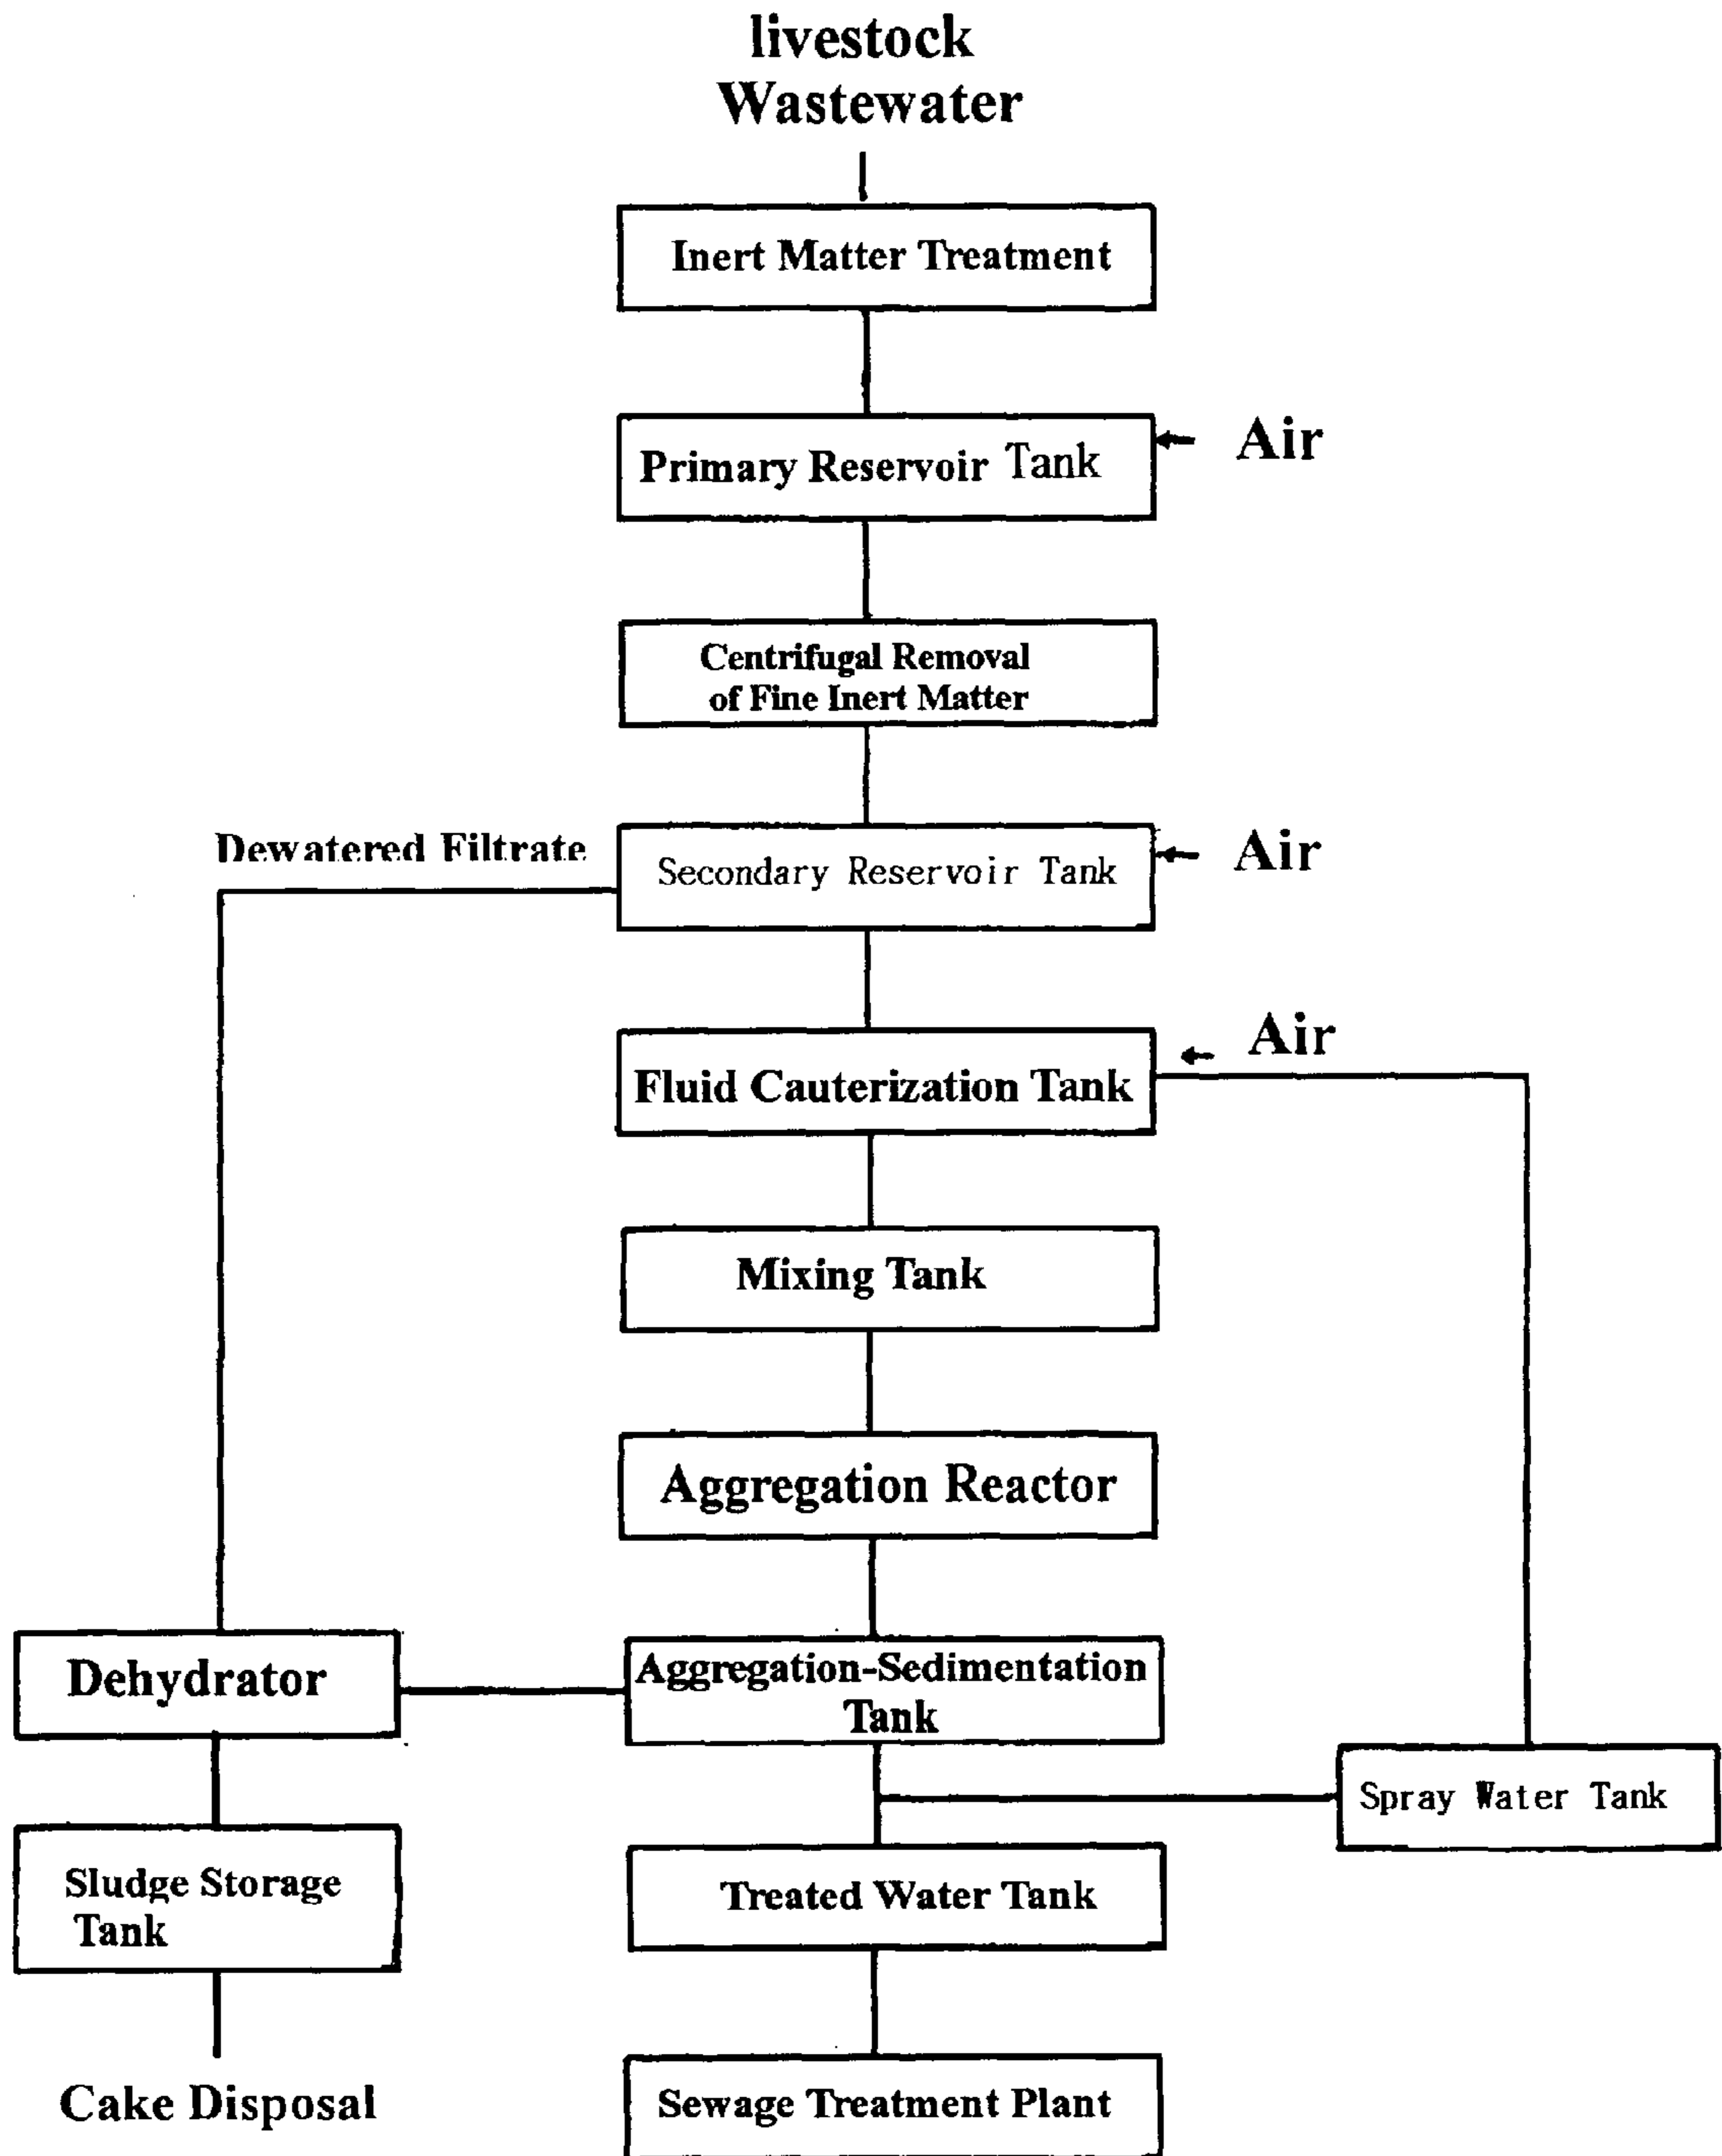 livestock
Wastewater
Inert Matter Treatment
Primary Reservoir Tank
Air
Centrifugal Removal
of Fine Inert Matter
Dewatered Filtrate
Secondary Reservoir Tank
Air
Air
Fluid Cauterization Tank
Mixing Tank
Aggregation Reactor
Dehydrator
Aggregation-Sedimentation
Tank
Spray Water Tank
Sludge Storage
Tank
Treated Water Tank
Cake Disposal
Sewage Treatment Plant